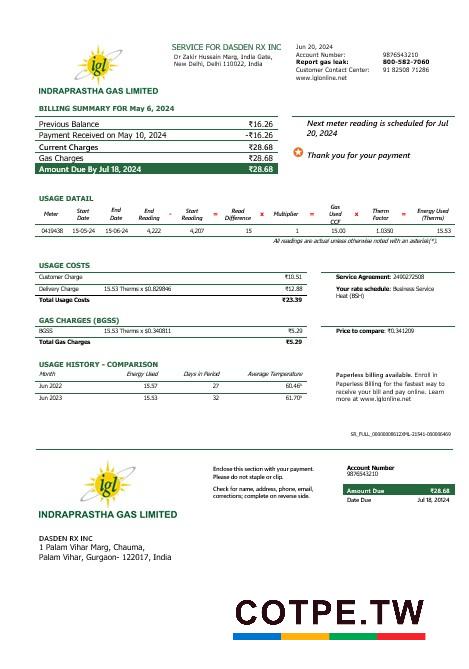 SERVICE FOR DASDEN RX INC
Dr Zakir Hussain Marg, India Gate,
New Delhi, Delhi 110022, India
Jun 20, 2024
Account Number: 9876543210
Report gas leak: 800-582-7060
Customer Contact Center: 91 82508 71286
www.iglonline.net
igl
INDRAPRASTHA GAS LIMITED
BILLING SUMMARY FOR May 6, 2024
Previous Balance ₹16.26
Payment Received on May 10, 2024 -₹16.26
Current Charges ₹28.68
Gas Charges ₹28.68
Amount Due By Jul 18, 2024 ₹28.68
Next meter reading is scheduled for Jul
20, 2024
Thank you for your payment
USAGE DATAIL
Meter Start Date End Date End Reading - Start Reading = Read Difference x Multiplier = Gas Used CCF x Therm Factor = Energy Used (Therms)
0419438 15-05-24 15-06-24 4,222 4,207 15 1 15.00 1.0350 15.53
All readings are actual unless otherwise noted with an asterisk(*).
USAGE COSTS
Customer Charge ₹10.51
Delivery Charge 15.53 Therms x $0.829846 ₹12.88
Total Usage Costs ₹23.39
Service Agreement: 2490272508
Your rate schedule: Business Service
Heat (BSH)
GAS CHARGES (BGSS)
BGSS 15.53 Therms x $0.340811 ₹5.29
Total Gas Charges ₹5.29
Price to compare: ₹0.341209
USAGE HISTORY - COMPARISON
Month Energy Used Days in Period Average Temperature
Jun 2022 15.57 27 60.46°
Jun 2023 15.53 32 61.70°
Paperless billing available. Enroll in
Paperless Billing for the fastest way to
receive your bill and pay online. Learn
more at www.iglonline.net
igl
INDRAPRASTHA GAS LIMITED
Enclose this section with your payment.
Please do not staple or clip.
Check for name, address, phone, email,
corrections; complete on reverse side.
Account Number
9876543210
Amount Due ₹28.68
Date Due Jul 18, 20124
DASDEN RX INC
1 Palam Vihar Marg, Chauma,
Palam Vihar, Gurgaon- 122017, India
COTPE.TW